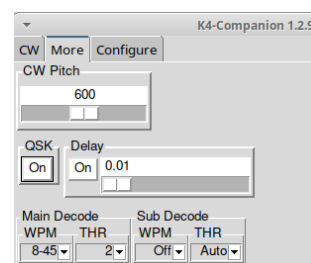 K4-Companion 1.2.9
CW More Configure
CW Pitch
600
QSK Delay
On On 0.01
Main Decode Sub Decode
WPM THR WPM THR
8-45 2 Off Auto